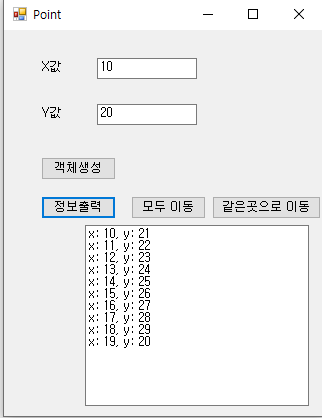 Point
X값 10
Y값 20
객체생성
정보출력 모두 이동 같은곳으로 이동
x: 10, y: 21
x: 11, y: 22
x: 12, y: 23
x: 13, y: 24
x: 14, y: 25
x: 15, y: 26
x: 16, y: 27
x: 17, y: 28
x: 18, y: 29
x: 19, y: 20